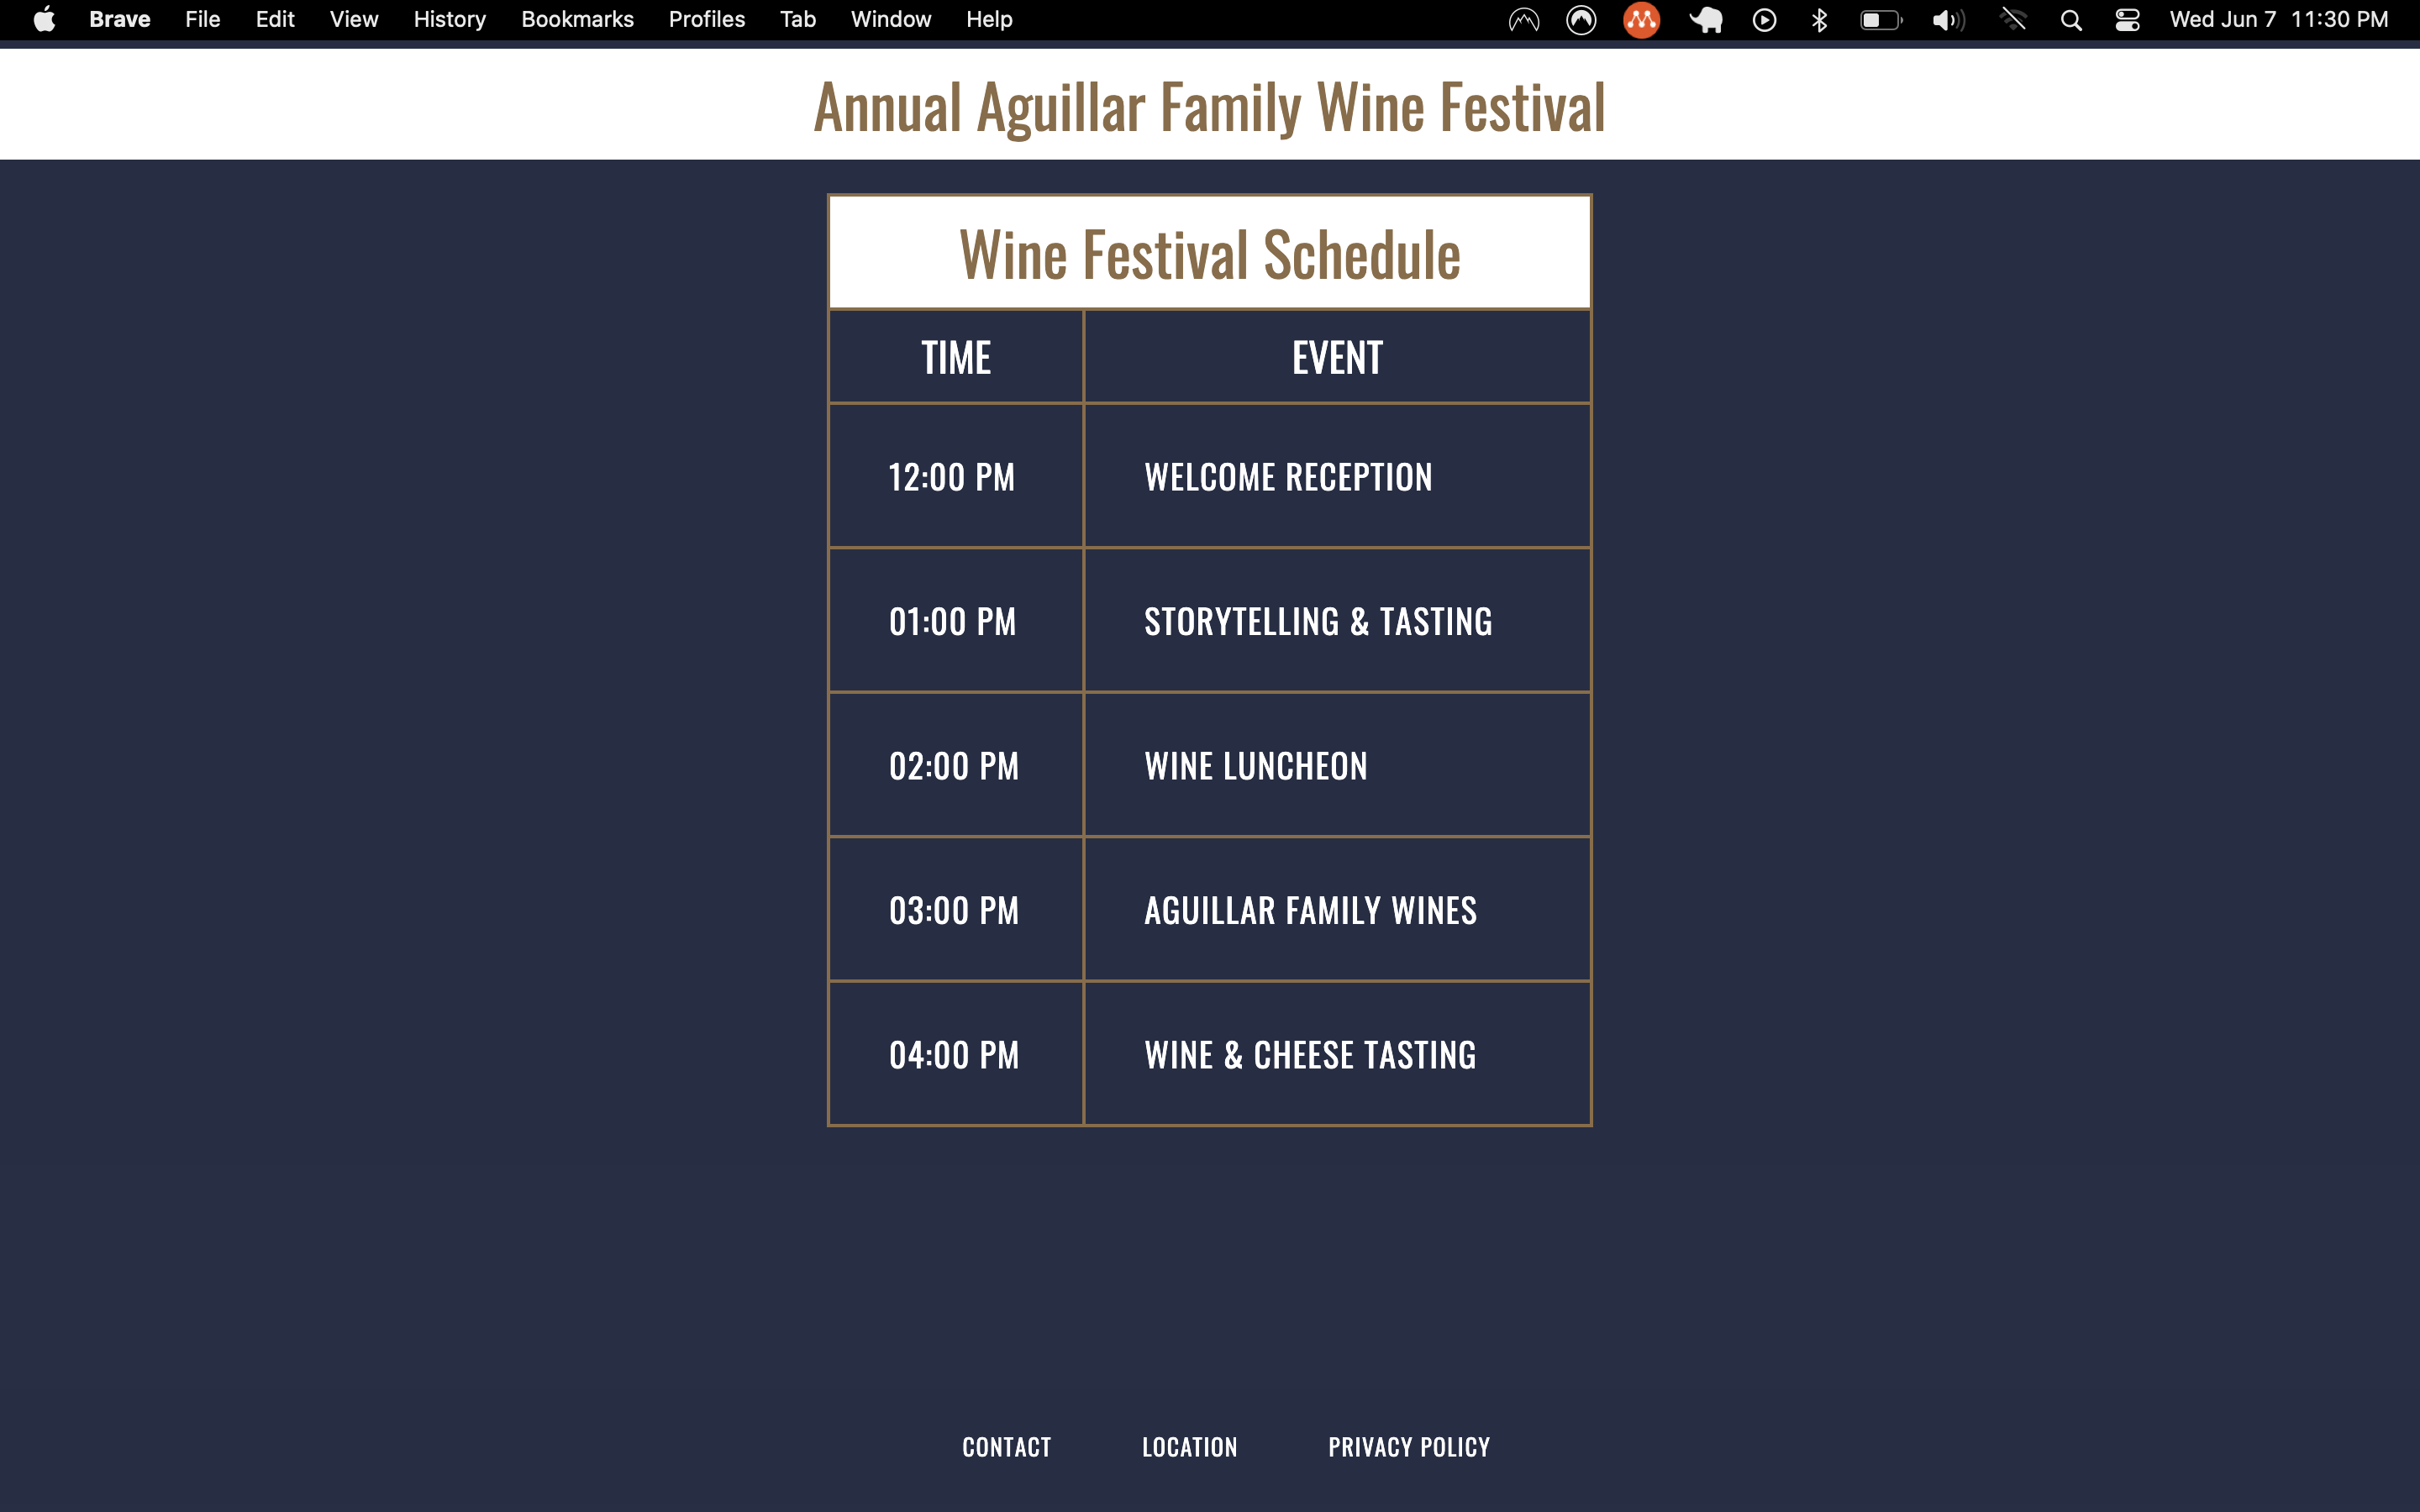 Brave File Edit View History Bookmarks Profiles Tab Window Help Wed Jun 7 11:30 PM
Annual Aguillar Family Wine Festival
Wine Festival Schedule
TIME EVENT
12:00 PM WELCOME RECEPTION
01:00 PM STORYTELLING & TASTING
02:00 PM WINE LUNCHEON
03:00 PM AGUILLAR FAMILY WINES
04:00 PM WINE & CHEESE TASTING
CONTACT LOCATION PRIVACY POLICY